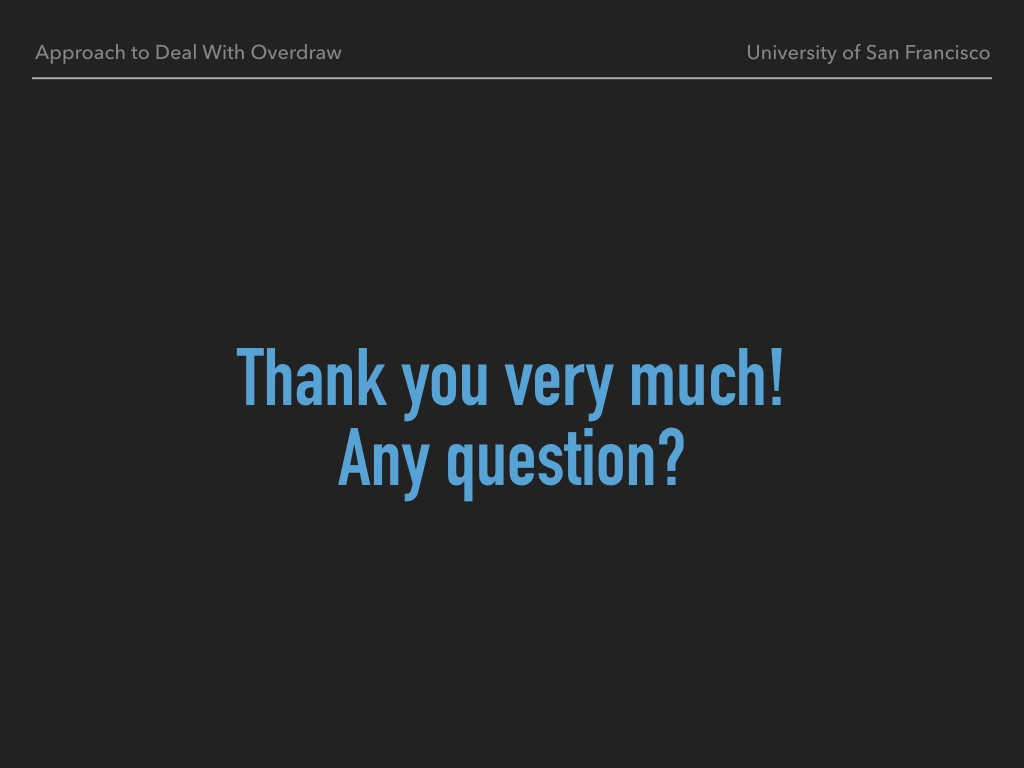 Approach to Deal With Overdraw
University of San Francisco
Thank you very much!
Any question?